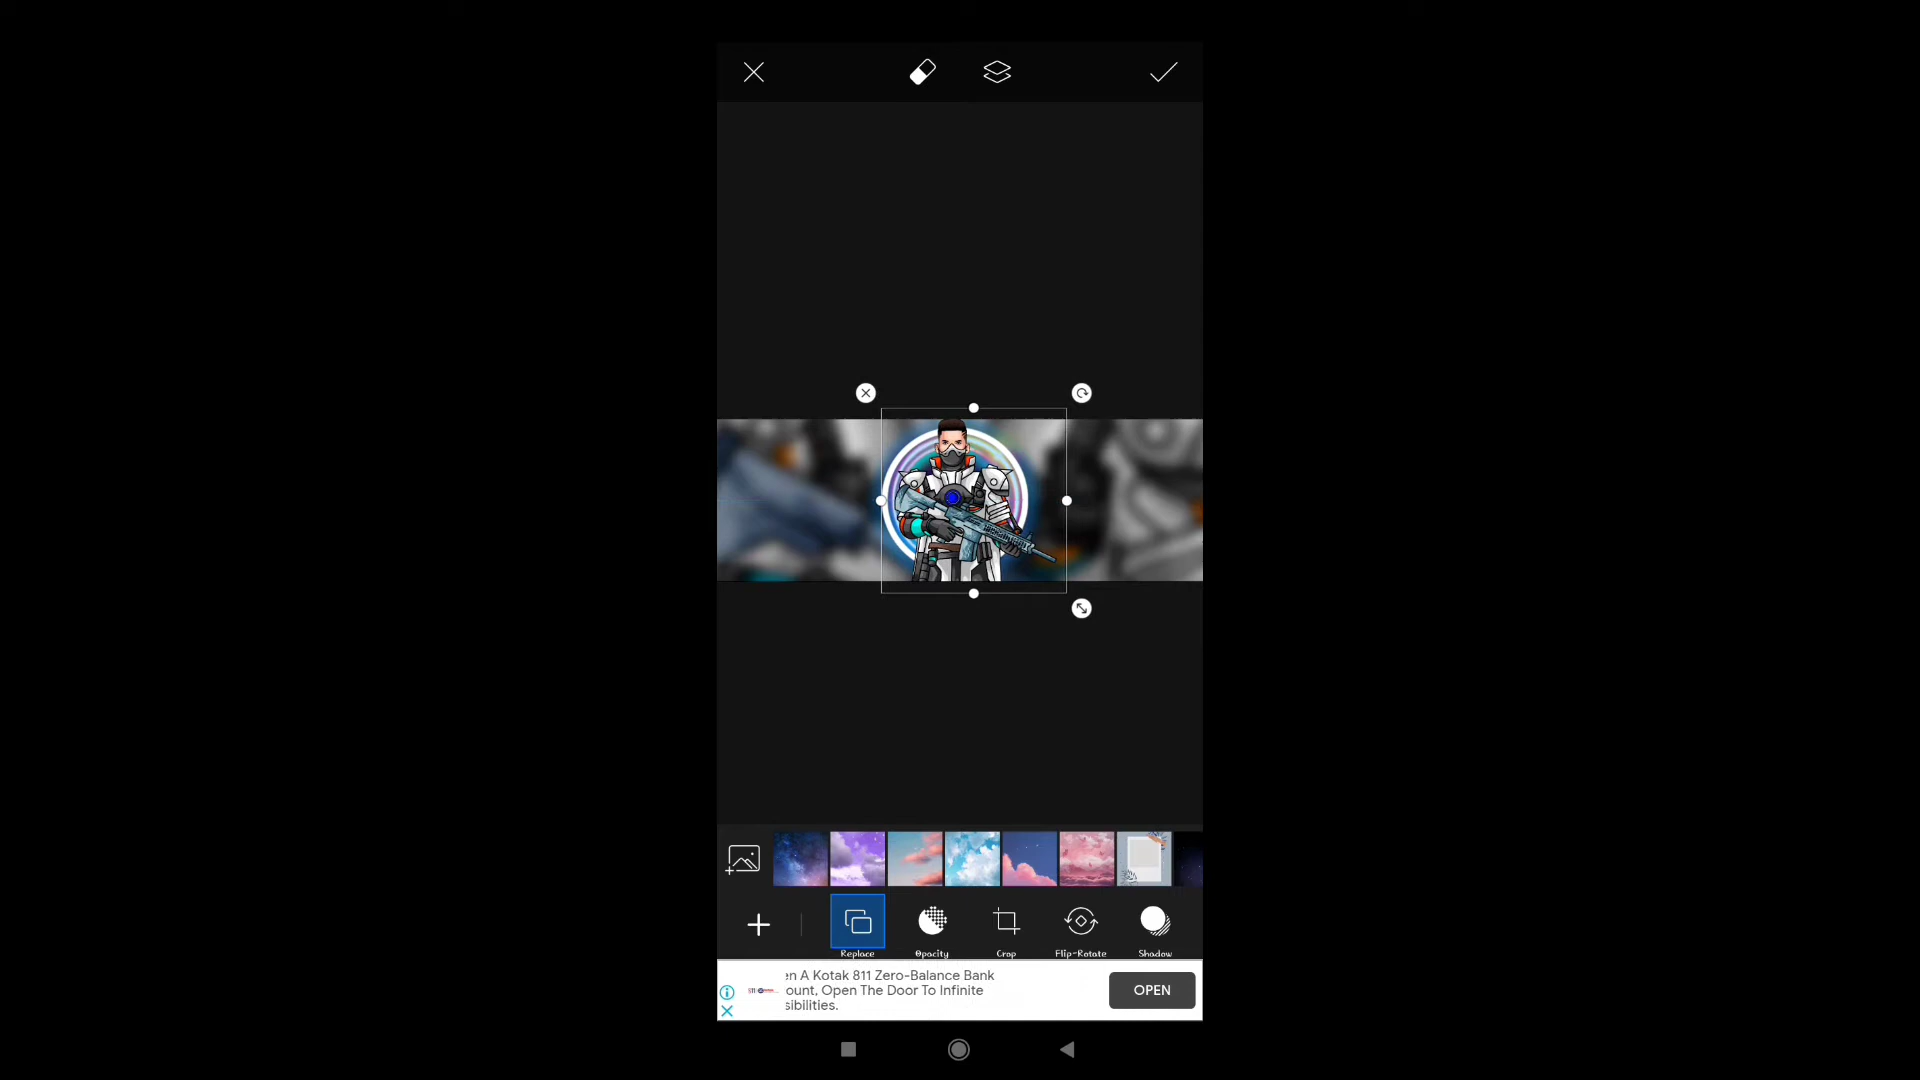 Replace
Opacity
Crop
Flip-Rotate
Shadow
en A Kotak 811 Zero-Balance Bank
ount, Open The Door To Infinite
sibilities.
OPEN